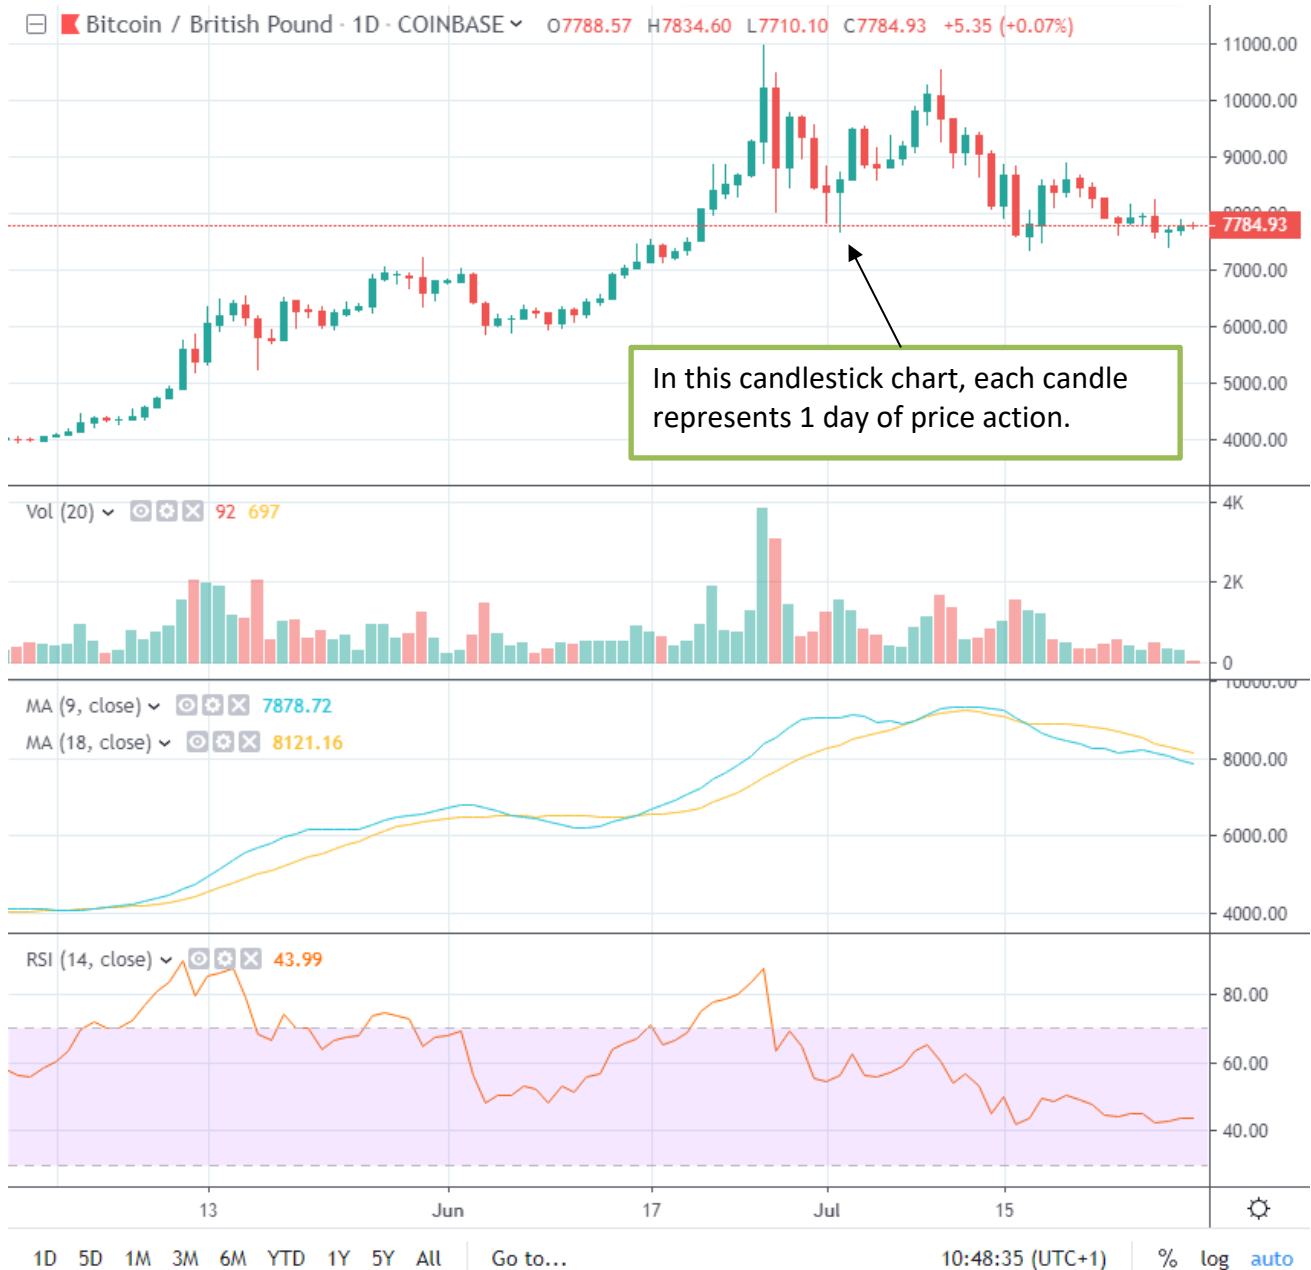 Bitcoin / British Pound · 1D · COINBASE O7788.57 H7834.60 L7710.10 C7784.93 +5.35 (+0.07%)
11000.00
10000.00
9000.00
8000.00
7784.93
7000.00
6000.00
5000.00
4000.00
In this candlestick chart, each candle
represents 1 day of price action.
Vol (20) 92 697
4K
2K
0
MA (9, close) 7878.72
MA (18, close) 8121.16
10000.00
8000.00
6000.00
4000.00
RSI (14, close) 43.99
80.00
60.00
40.00
13 Jun 17 Jul 15
1D 5D 1M 3M 6M YTD 1Y 5Y All Go to... 10:48:35 (UTC+1) % log auto